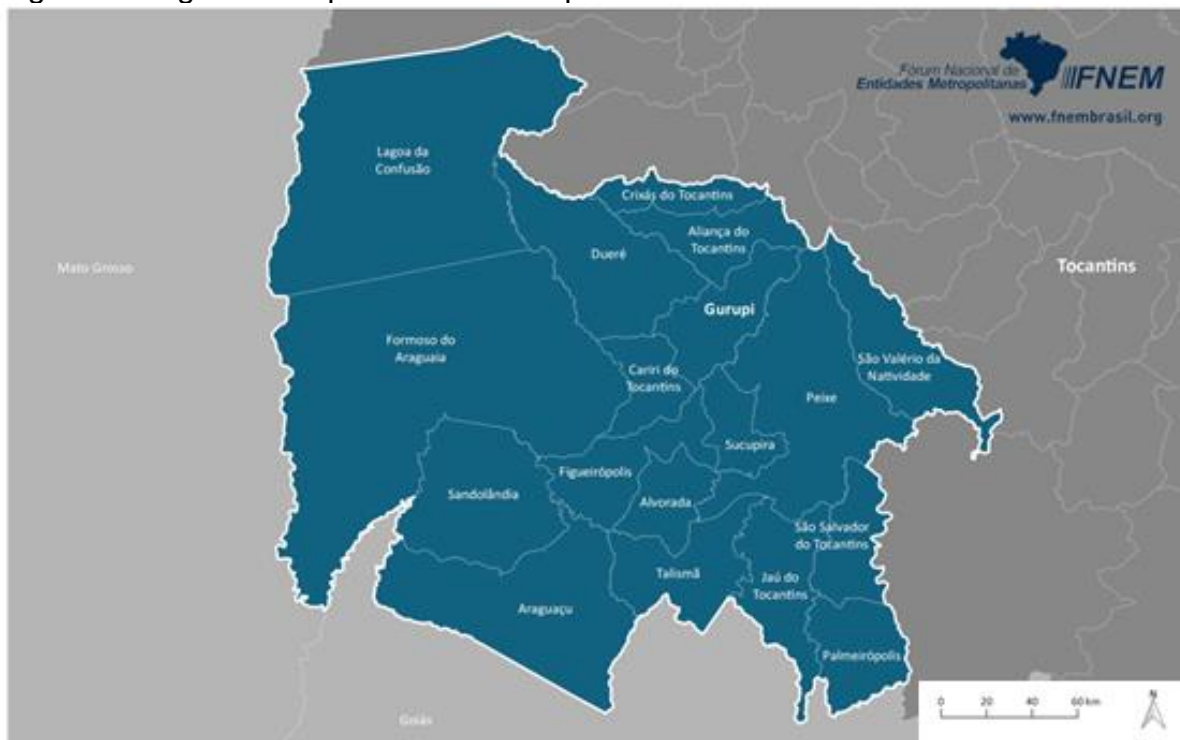 Fórum Nacional de
Entidades Metropolitanas
FNEM
www.fnembrasil.org
Lagoa da
Confusão
Crixás do Tocantins
Aliança do
Tocantins
Dueré
Mato Grosso
Tocantins
Gurupi
Formoso do
Araguaia
São Valério da
Natividade
Cariri do
Tocantins
Peixe
Sucupira
Figueirópolis
Sandolândia
Alvorada
São Salvador
do Tocantins
Talismã
Jaú do
Tocantins
Araguaçu
Palmeirópolis
Goiás
0 20 40 60 km
N